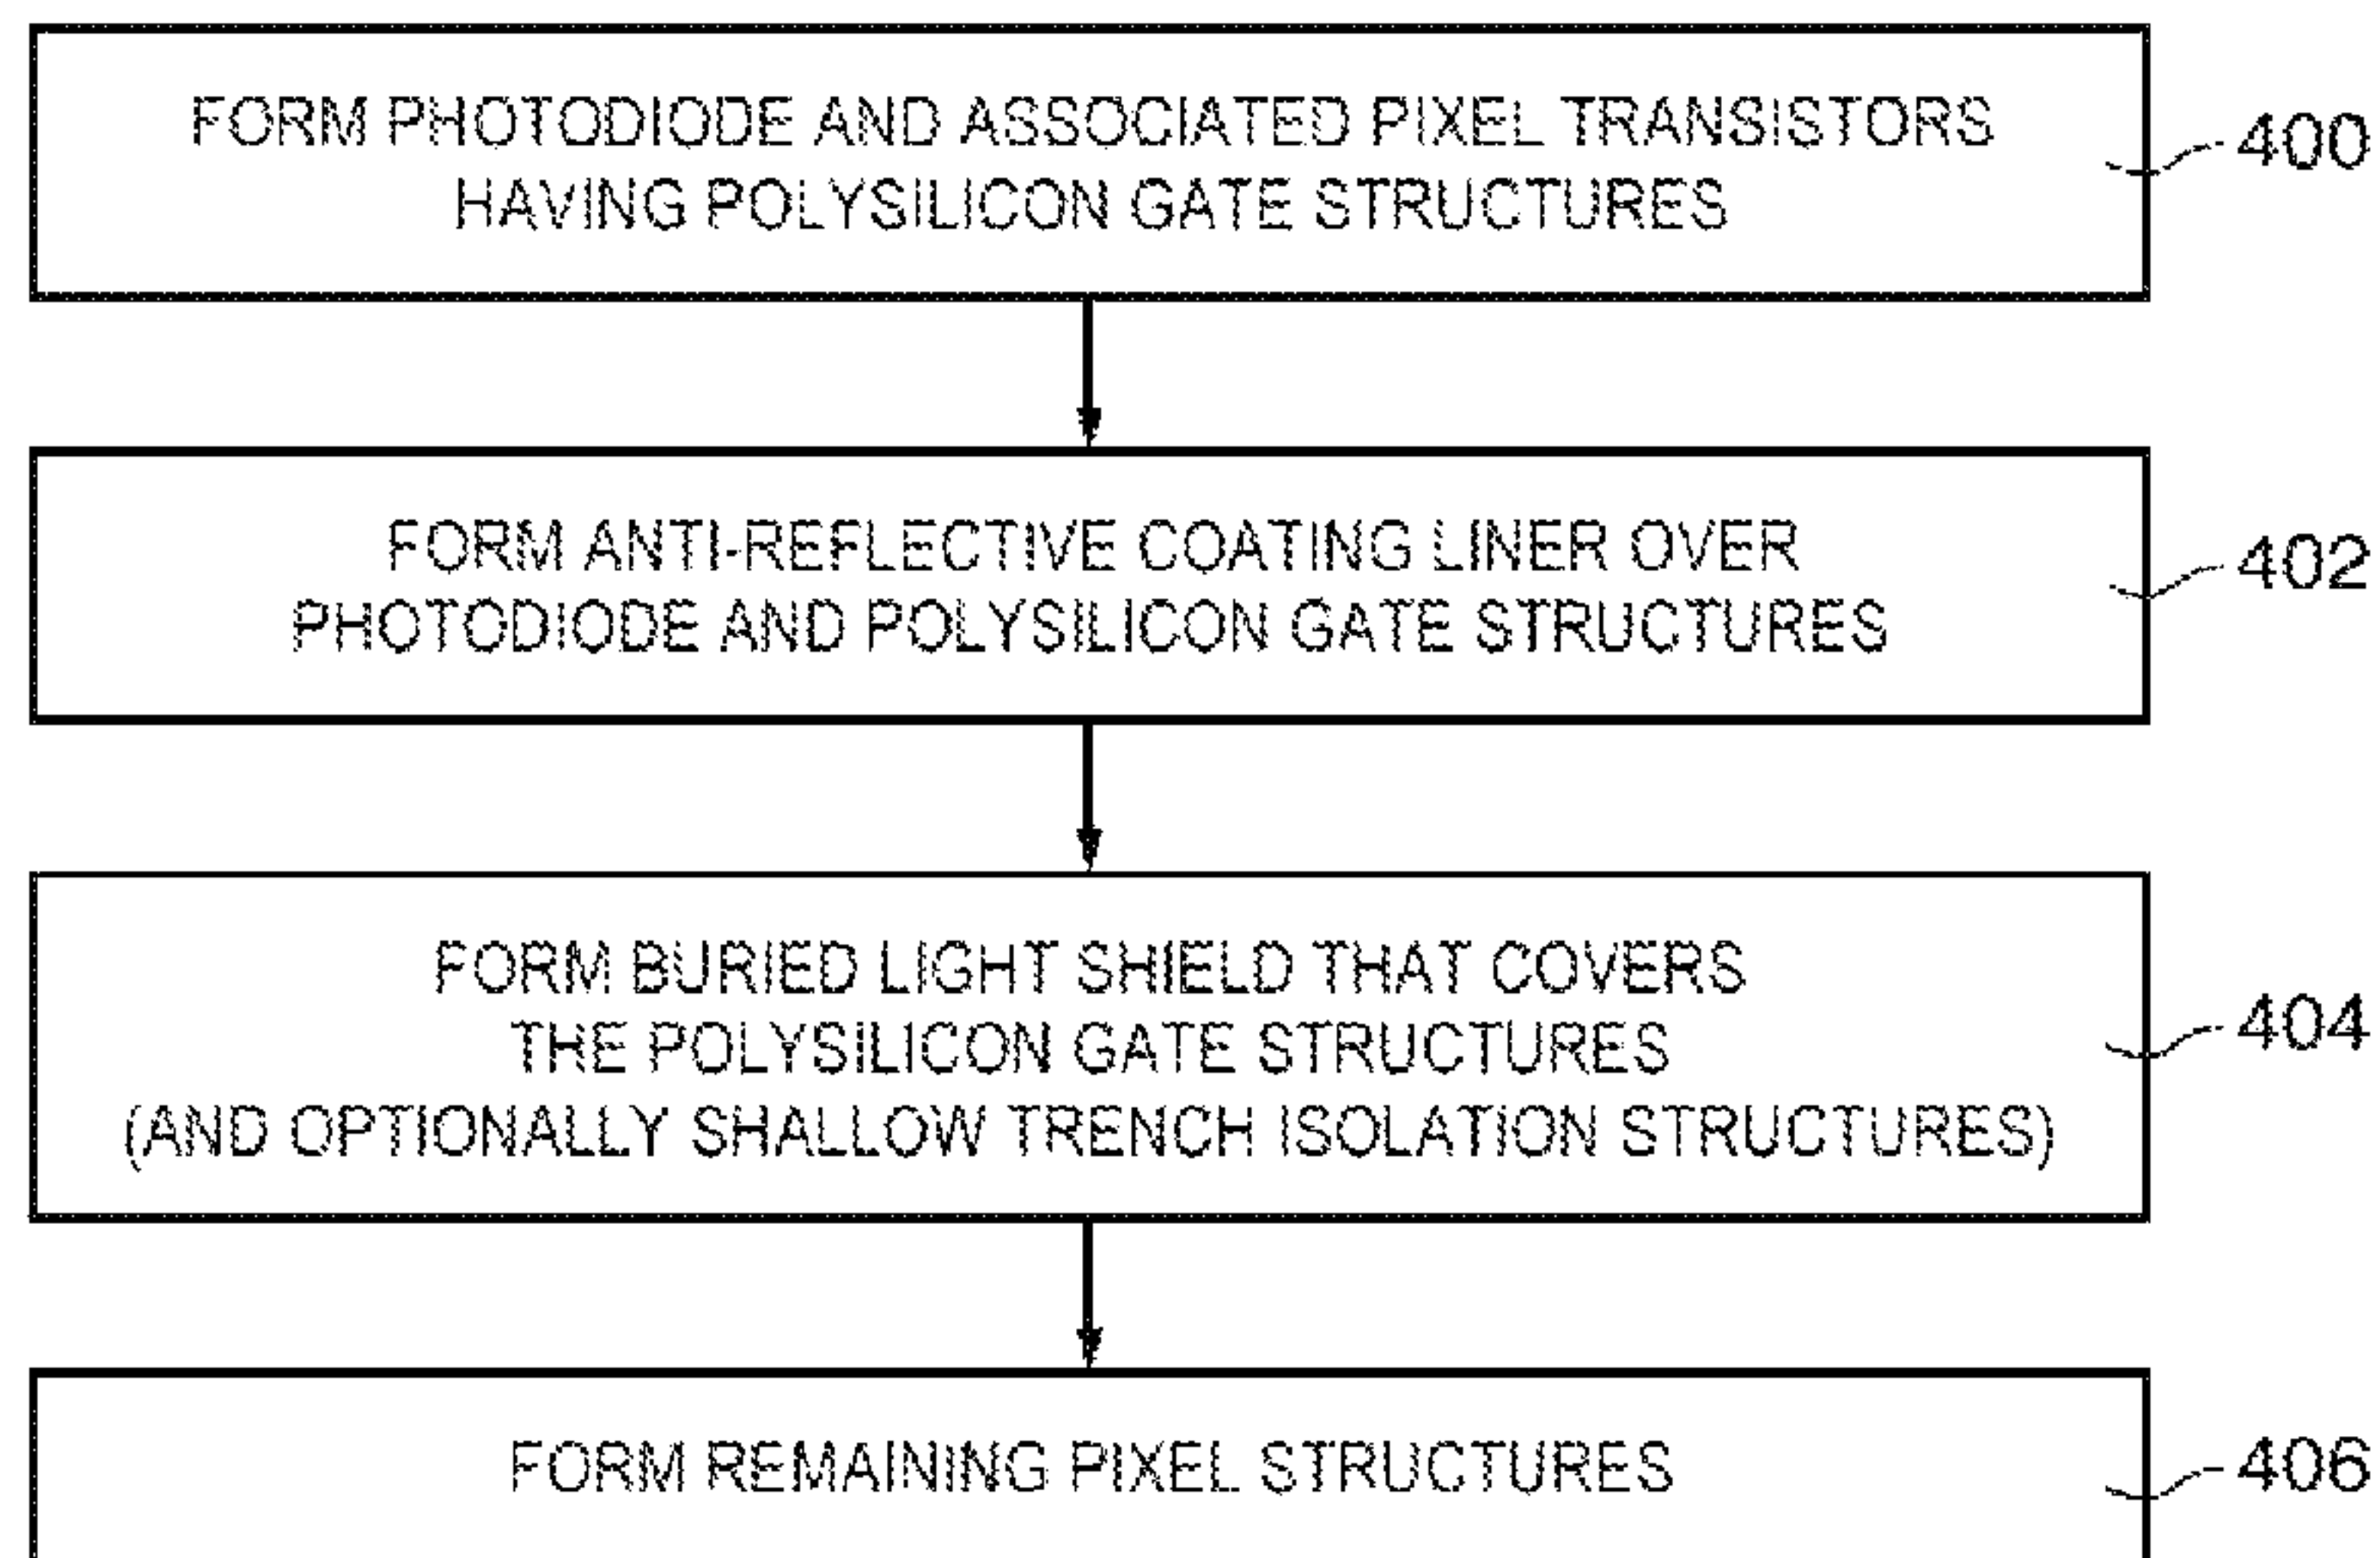 FORM PHOTODIODE AND ASSOCIATED PIXEL TRANSISTORS
HAVING POLYSILICON GATE STRUCTURES
400
FORM ANTI-REFLECTIVE COATING LINER OVER
PHOTODIODE AND POLYSILICON GATE STRUCTURES
402
FORM BURIED LIGHT SHIELD THAT COVERS
THE POLYSILICON GATE STRUCTURES
(AND OPTIONALLY SHALLOW TRENCH ISOLATION STRUCTURES)
404
FORM REMAINING PIXEL STRUCTURES
406